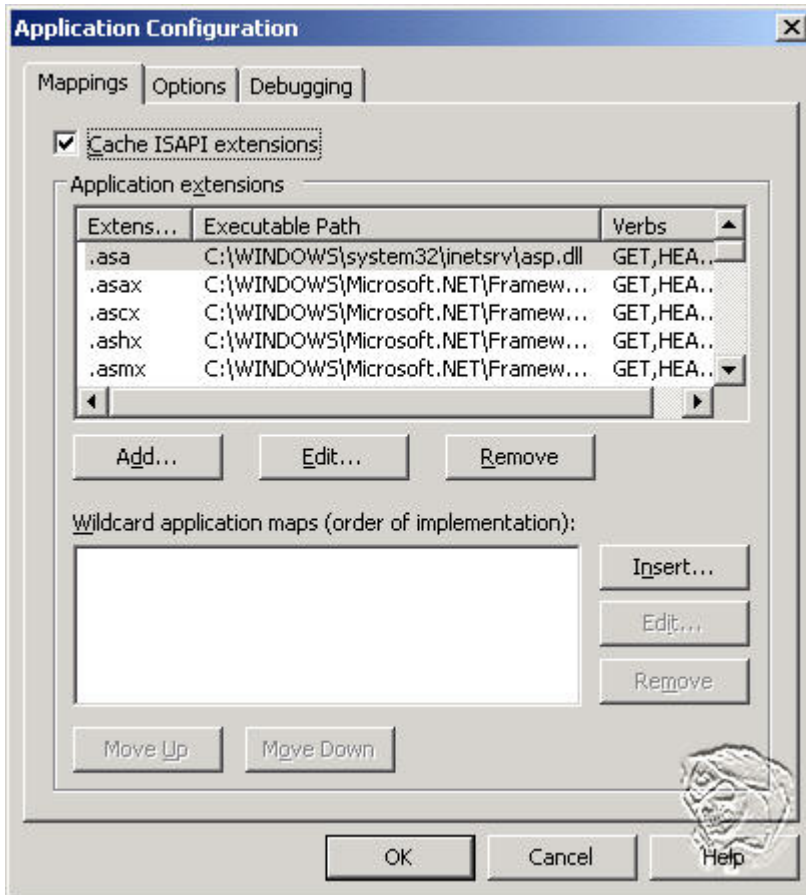 Application Configuration
Mappings Options Debugging
Cache ISAPI extensions
Application extensions
Extens... Executable Path Verbs
.asa C:\WINDOWS\system32\inetsrv\asp.dll GET,HEA..
.asax C:\WINDOWS\Microsoft.NET\Framew... GET,HEA..
.ascx C:\WINDOWS\Microsoft.NET\Framew... GET,HEA..
.ashx C:\WINDOWS\Microsoft.NET\Framew... GET,HEA..
.asmx C:\WINDOWS\Microsoft.NET\Framew... GET,HEA..
Add... Edit... Remove
Wildcard application maps (order of implementation):
Insert...
Edit...
Remove
Move Up Move Down
OK Cancel Help